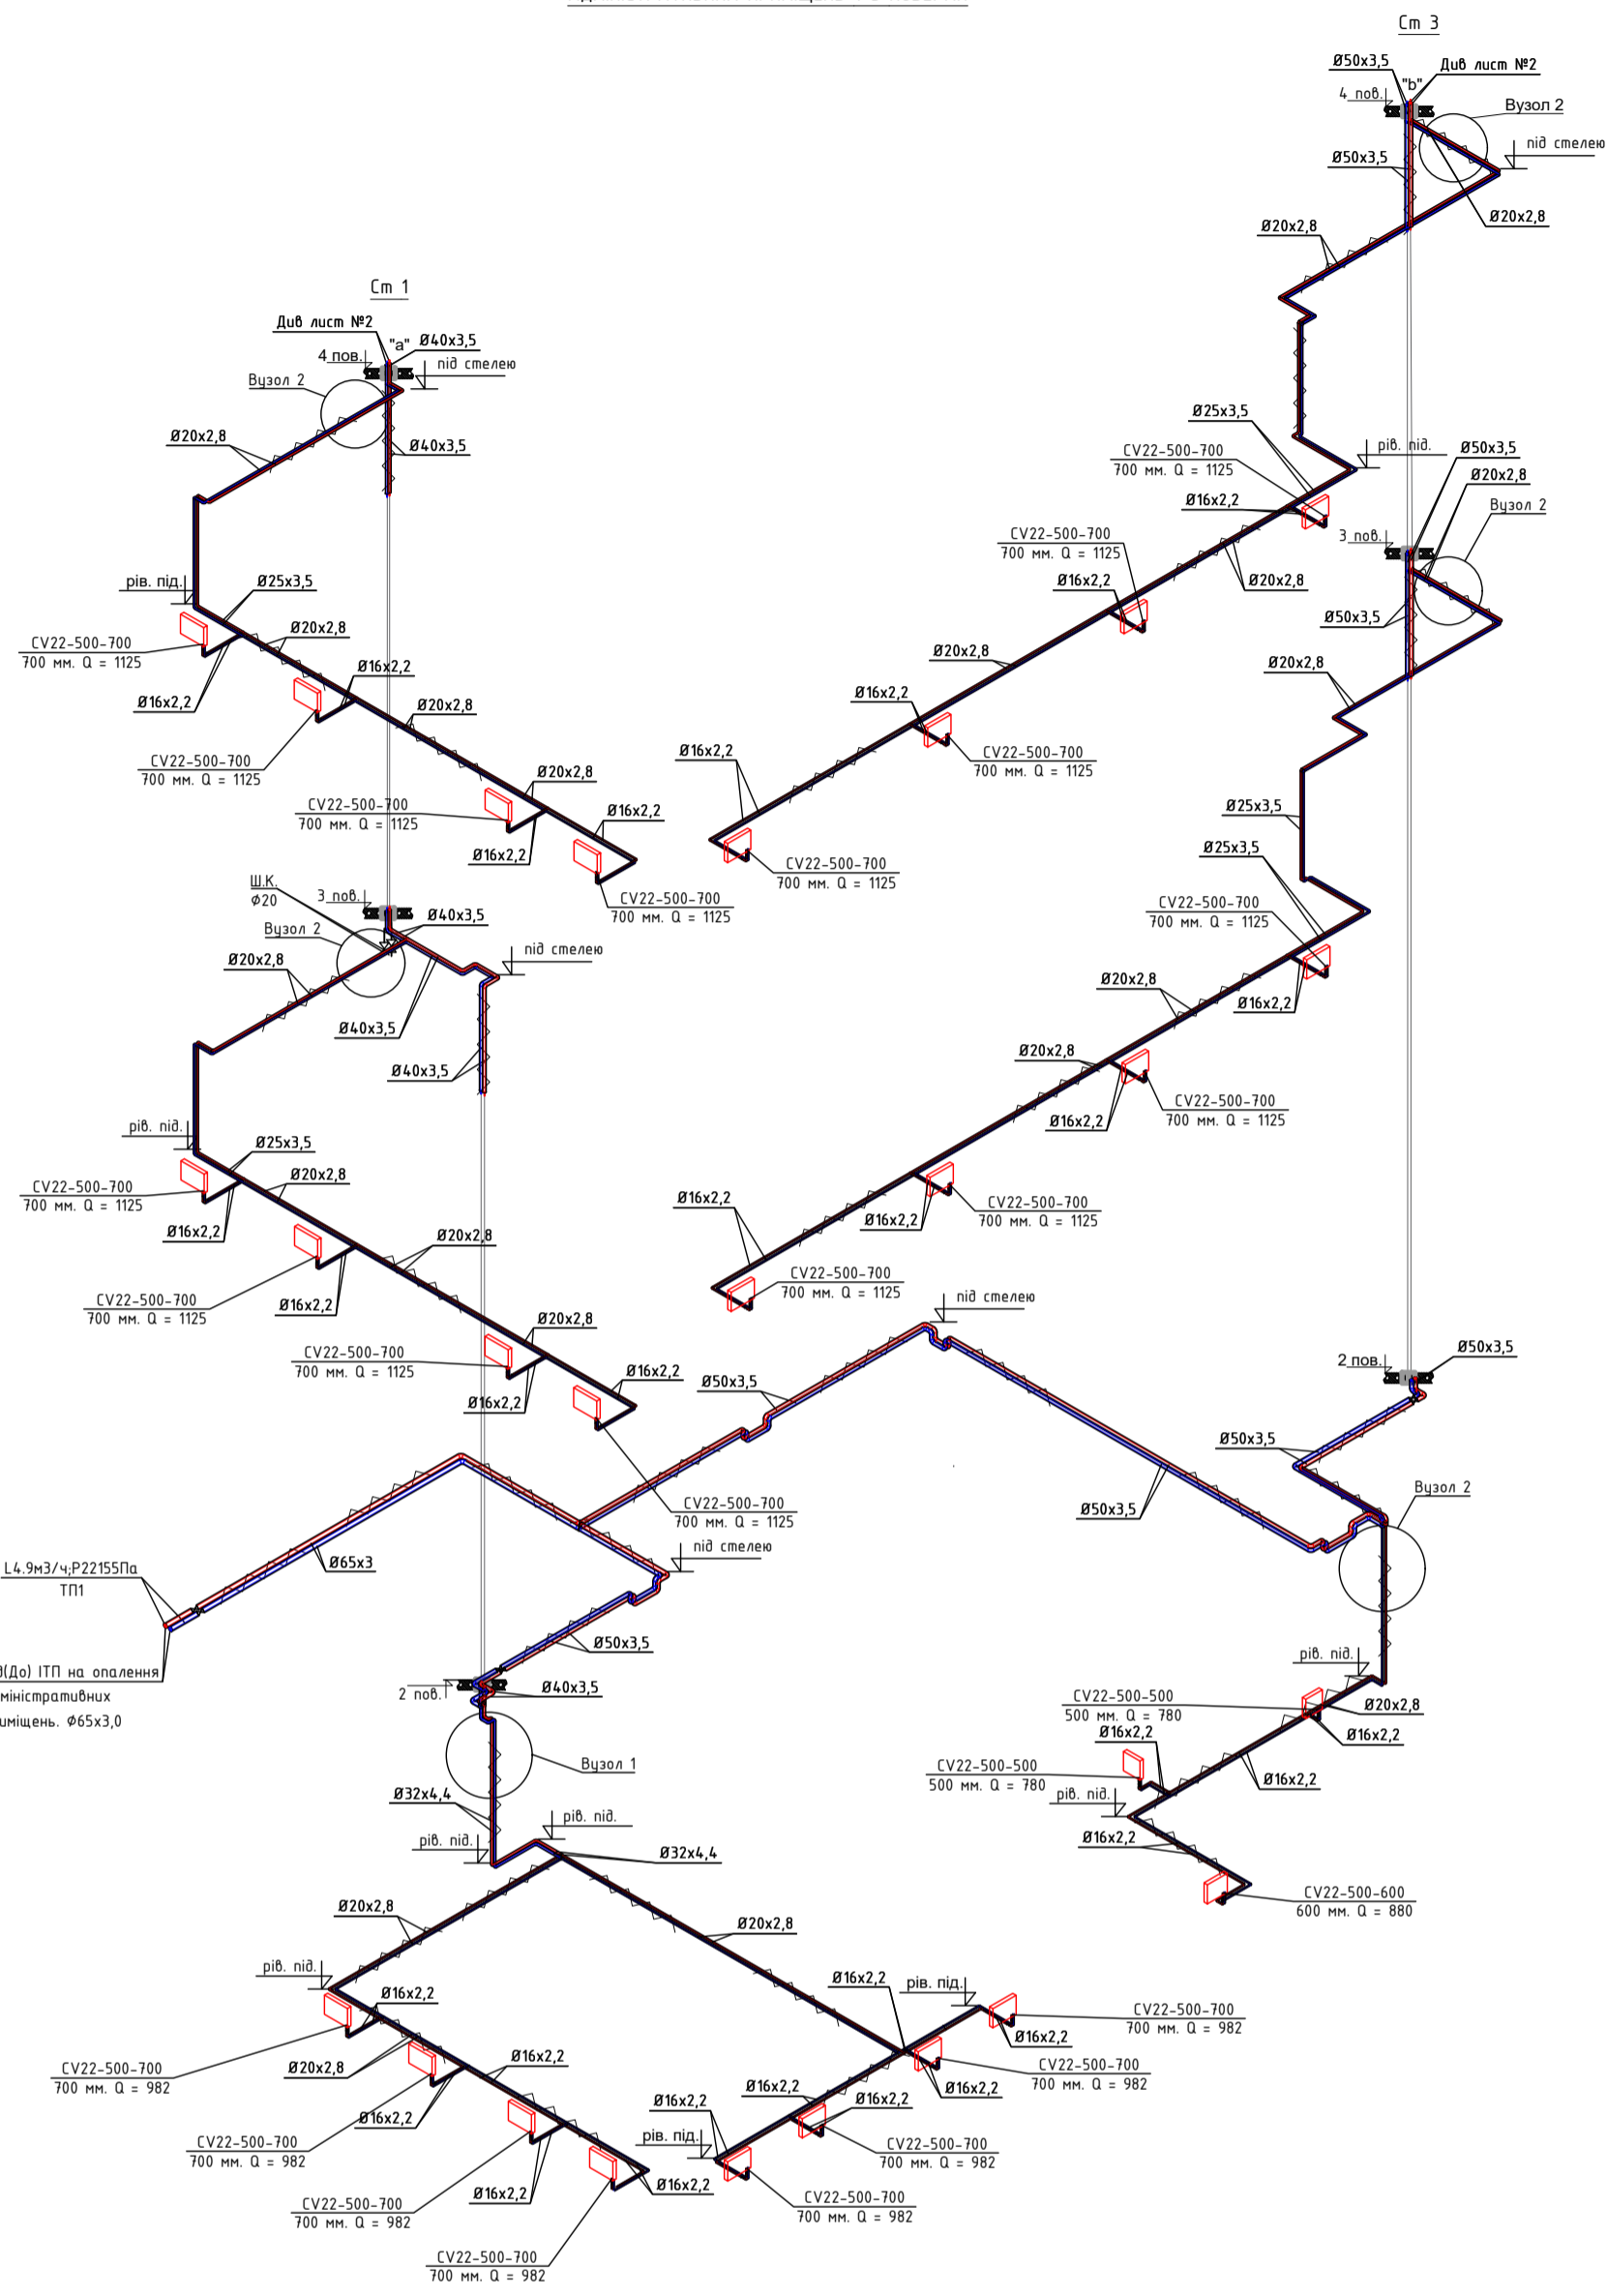 Ст 3
Ø50х3,5
"b"
Див лист №2
4 пов.
Вузол 2
під стелею
Ø50х3,5
Ø20х2,8
Ø20х2,8
Ст 1
Див лист №2
"а"
Ø40х3,5
4 пов.
під стелею
Вузол 2
Ø20х2,8
Ø40х3,5
Ø25х3,5
CV22-500-700
700 мм. Q = 1125
рів. під.
Ø50х3,5
Ø20х2,8
Ø16х2,2
Вузол 2
CV22-500-700
700 мм. Q = 1125
3 пов.
Ø16х2,2
Ø20х2,8
рів. під.
Ø25х3,5
Ø50х3,5
CV22-500-700
700 мм. Q = 1125
Ø20х2,8
Ø16х2,2
Ø20х2,8
Ø20х2,8
Ø16х2,2
Ø16х2,2
Ø20х2,8
CV22-500-700
700 мм. Q = 1125
Ø16х2,2
CV22-500-700
700 мм. Q = 1125
Ø20х2,8
CV22-500-700
700 мм. Q = 1125
Ø16х2,2
Ø25х3,5
Ø16х2,2
CV22-500-700
700 мм. Q = 1125
Ø25х3,5
Ш.К.
Ф20
3 пов.
CV22-500-700
700 мм. Q = 1125
CV22-500-700
700 мм. Q = 1125
Ø40х3,5
Вузол 2
під стелею
Ø20х2,8
Ø20х2,8
Ø16х2,2
Ø40х3,5
Ø20х2,8
Ø40х3,5
CV22-500-700
700 мм. Q = 1125
Ø16х2,2
рів. під.
Ø25х3,5
Ø20х2,8
CV22-500-700
700 мм. Q = 1125
Ø16х2,2
CV22-500-700
700 мм. Q = 1125
Ø16х2,2
Ø16х2,2
Ø20х2,8
CV22-500-700
700 мм. Q = 1125
CV22-500-700
700 мм. Q = 1125
Ø16х2,2
під стелею
Ø20х2,8
CV22-500-700
700 мм. Q = 1125
Ø16х2,2
Ø16х2,2
Ø50х3,5
2 пов.
Ø50х3,5
Ø50х3,5
Вузол 2
CV22-500-700
700 мм. Q = 1125
Ø50х3,5
під стелею
L4.9м3/ч;Р22155Па
ТП1
Ø65х3
Ø50х3,5
(До) ІТП на опалення
міністративних
иміщень. Ф65х3,0
2 пов.
Ø40х3,5
рів. під.
CV22-500-500
500 мм. Q = 780
Ø20х2,8
Ø16х2,2
Ø16х2,2
CV22-500-500
500 мм. Q = 780
Вузол 1
Ø16х2,2
Ø32х4,4
рів. під.
рів. під.
рів. під.
Ø16х2,2
Ø32х4,4
CV22-500-600
600 мм. Q = 880
Ø20х2,8
Ø20х2,8
рів. під.
Ø16х2,2
Ø16х2,2
рів. під.
CV22-500-700
700 мм. Q = 982
Ø16х2,2
CV22-500-700
700 мм. Q = 982
Ø20х2,8
Ø16х2,2
CV22-500-700
700 мм. Q = 982
Ø16х2,2
Ø16х2,2
Ø16х2,2
Ø16х2,2
Ø16х2,2
CV22-500-700
700 мм. Q = 982
рів. під.
CV22-500-700
700 мм. Q = 982
Ø16х2,2
Ø16х2,2
CV22-500-700
700 мм. Q = 982
CV22-500-700
700 мм. Q = 982
CV22-500-700
700 мм. Q = 982